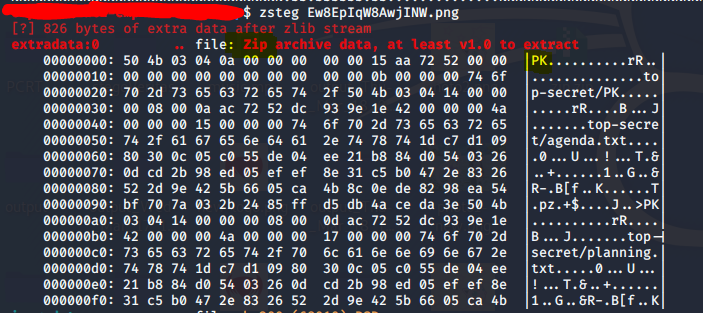 $ zsteg Ew8EpIqW8AwjINW.png
[?] 826 bytes of extra data after zlib stream
extradata:0 .. file: Zip archive data, at least v1.0 to extract
00000000: 50 4b 03 04 0a 00 00 00 00 00 15 aa 72 52 00 00 |PK..........rR..|
00000010: 00 00 00 00 00 00 00 00 00 00 0b 00 00 00 74 6f |..............to|
00000020: 70 2d 73 65 63 72 65 74 2f 50 4b 03 04 14 00 00 |p-secret/PK.....|
00000030: 00 08 00 0a ac 72 52 dc 93 9e 1e 42 00 00 00 4a |.....rR....B...J|
00000040: 00 00 00 15 00 00 00 74 6f 70 2d 73 65 63 72 65 |.......top-secre|
00000050: 74 2f 61 67 65 6e 64 61 2e 74 78 74 1d c7 d1 09 |t/agenda.txt....|
00000060: 80 30 0c 05 c0 55 de 04 ee 21 b8 84 d0 54 03 26 |.0...U...!...T.&|
00000070: 0d cd 2b 98 ed 05 ef ef 8e 31 c5 b0 47 2e 83 26 |..+......1..G..&|
00000080: 52 2d 9e 42 5b 66 05 ca 4b 8c 0e de 82 98 ea 54 |R-.B[f..K......T|
00000090: bf 70 7a 03 2b 24 85 ff d5 db 4a ce da 3e 50 4b |.pz.+$....J..>PK|
000000a0: 03 04 14 00 00 00 08 00 0d ac 72 52 dc 93 9e 1e |..........rR....|
000000b0: 42 00 00 00 4a 00 00 00 17 00 00 00 74 6f 70 2d |B...J.......top-|
000000c0: 73 65 63 72 65 74 2f 70 6c 61 6e 6e 69 6e 67 2e |secret/planning.|
000000d0: 74 78 74 1d c7 d1 09 80 30 0c 05 c0 55 de 04 ee |txt.....0...U...|
000000e0: 21 b8 84 d0 54 03 26 0d cd 2b 98 ed 05 ef ef 8e |!...T.&..+......|
000000f0: 31 c5 b0 47 2e 83 26 52 2d 9e 42 5b 66 05 ca 4b |1..G..&R-.B[f..K|